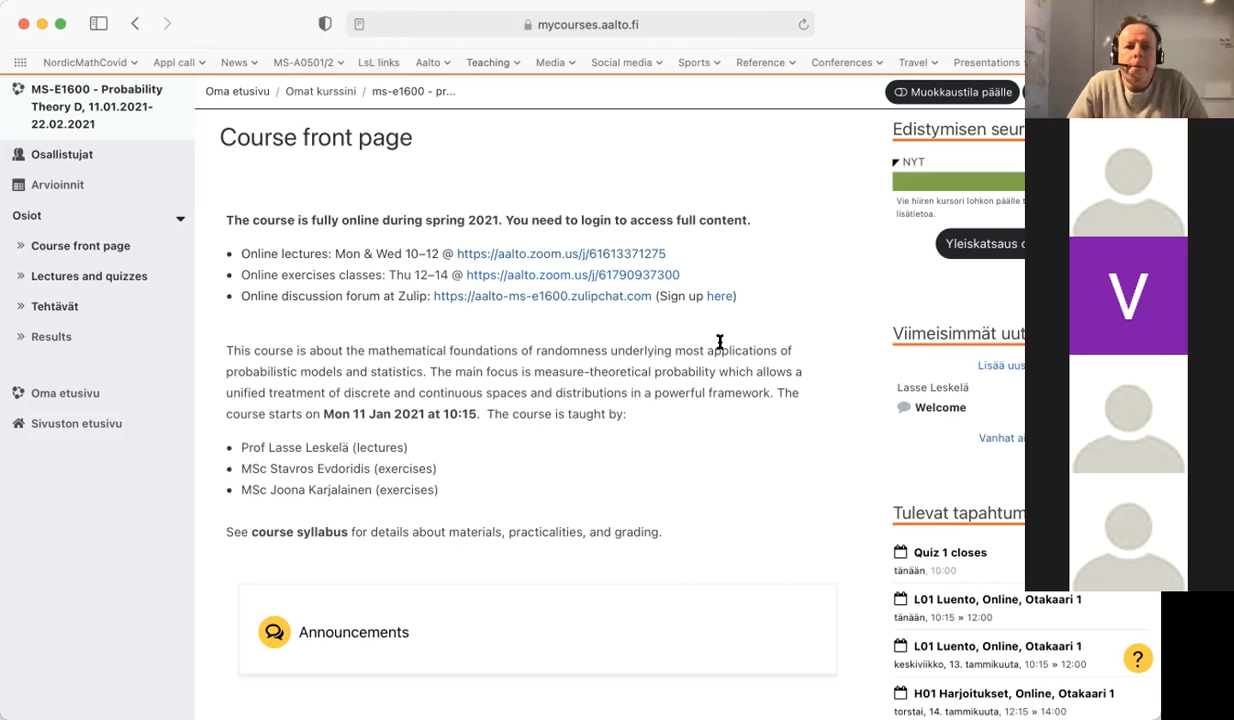 mycourses.aalto.fi
NordicMathCovid Appl call News MS-A0501/2 LsL links Aalto Teaching Media Social media Sports Reference Conferences Travel Presentations
MS-E1600 - Probability
Theory D, 11.01.2021-
22.02.2021
Osallistujat
Arvioinnit
Osiot
Course front page
Lectures and quizzes
Tehtävät
Results
Oma etusivu
Sivuston etusivu
Oma etusivu / Omat kurssini / ms-e1600 - pr...
Muokkaustila päälle
Course front page
The course is fully online during spring 2021. You need to login to access full content.
Online lectures: Mon & Wed 10–12 @ https://aalto.zoom.us/j/61613371275
Online exercises classes: Thu 12–14 @ https://aalto.zoom.us/j/61790937300
Online discussion forum at Zulip: https://aalto-ms-e1600.zulipchat.com (Sign up here)
This course is about the mathematical foundations of randomness underlying most applications of
probabilistic models and statistics. The main focus is measure-theoretical probability which allows a
unified treatment of discrete and continuous spaces and distributions in a powerful framework. The
course starts on Mon 11 Jan 2021 at 10:15. The course is taught by:
Prof Lasse Leskelä (lectures)
MSc Stavros Evdoridis (exercises)
MSc Joona Karjalainen (exercises)
See course syllabus for details about materials, practicalities, and grading.
Announcements
Edistymisen seur
NYT
Vie hiiren kursori lohkon päälle
lisätietoa.
Yleiskatsaus
Viimeisimmät uut
Lisää uus
Lasse Leskelä
Welcome
Vanhat ai
Tulevat tapahtum
Quiz 1 closes
tänään, 10:00
L01 Luento, Online, Otakaari 1
tänään, 10:15 » 12:00
L01 Luento, Online, Otakaari 1
keskiviikko, 13. tammikuuta, 10:15 » 12:00
H01 Harjoitukset, Online, Otakaari 1
torstai, 14. tammikuuta, 12:15 » 14:00
?
V